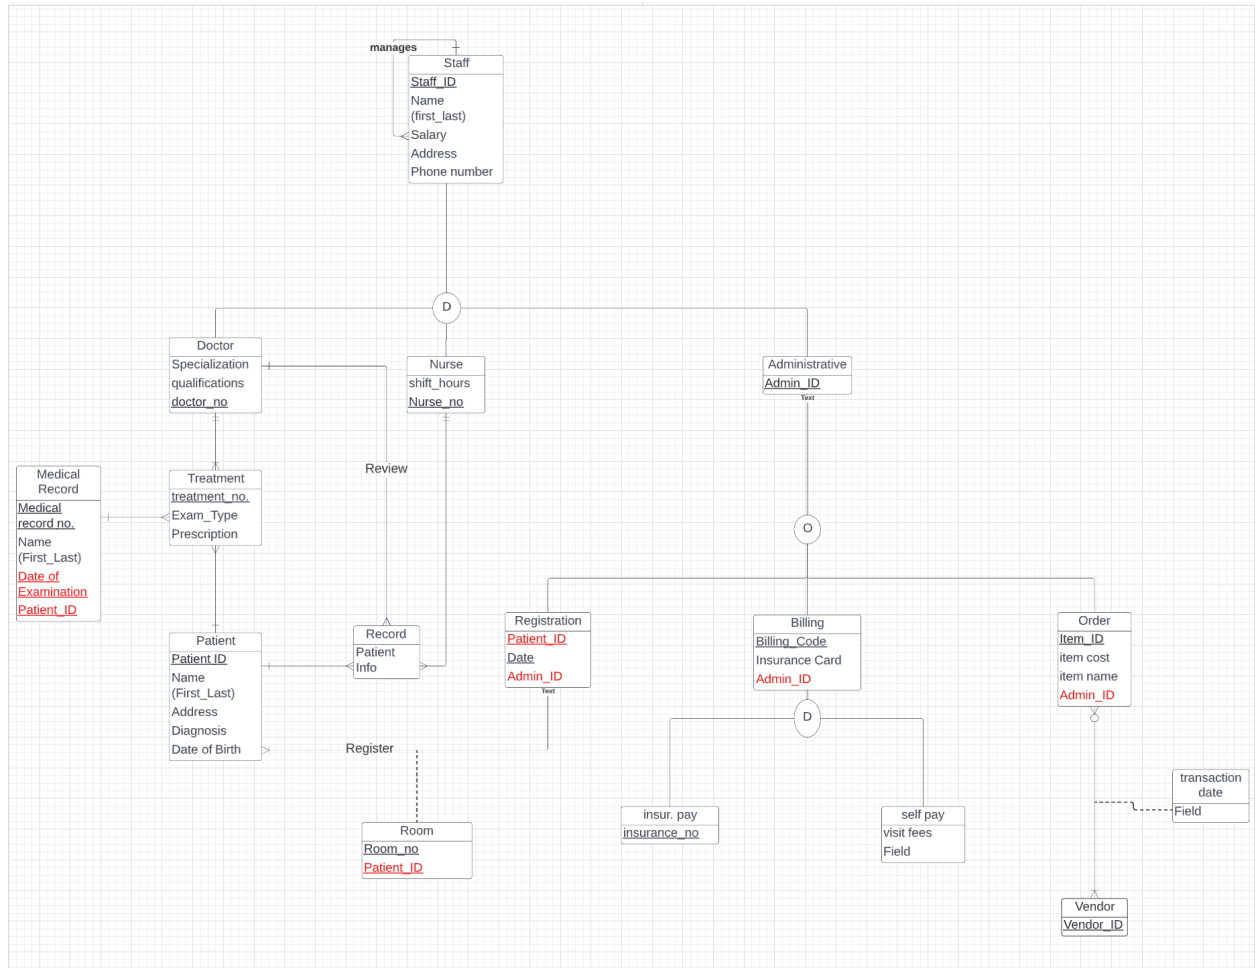 manages
Staff
Staff_ID
Name
(first_last)
Salary
Address
Phone number
D
Doctor
Specialization
qualifications
doctor_no
Nurse
shift_hours
Nurse_no
Administrative
Admin_ID
Text
Review
Medical
Record
Medical
record no.
Name
(First_Last)
Date of
Examination
Patient_ID
Treatment
treatment_no.
Exam_Type
Prescription
O
Patient
Patient ID
Name
(First_Last)
Address
Diagnosis
Date of Birth
Record
Patient
Info
Registration
Patient_ID
Date
Admin_ID
Text
Billing
Billing_Code
Insurance Card
Admin_ID
Order
Item_ID
item cost
item name
Admin_ID
D
Register
Room
Room_no
Patient_ID
insur. pay
insurance_no
self pay
visit fees
Field
transaction
date
Field
Vendor
Vendor_ID